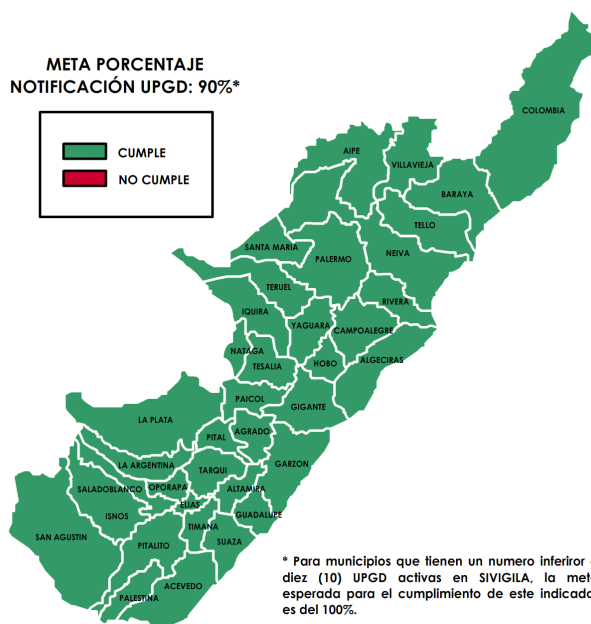 META PORCENTAJE
NOTIFICACIÓN UPGD: 90%*
CUMPLE
NO CUMPLE
COLOMBIA
AIPE
VILLAVIEJA
BARAYA
TELLO
SANTA MARIA
PALERMO
NEIVA
TERUEL
RIVERA
IQUIRA
YAGUARA
CAMPOALEGRE
NATAGA
TESALIA
HOBO
ALGECIRAS
PAICOL
GIGANTE
LA PLATA
PITAL
AGRADO
LA ARGENTINA
TARQUI
GARZON
SALADOBLANCO
OPORAPA
ALTAMIRA
ELIAS
ISNOS
GUADALUPE
TIMANA
SAN AGUSTIN
PITALITO
SUAZA
ACEVEDO
PALESTINA
* Para municipios que tienen un numero inferiror
diez (10) UPGD activas en SIVIGILA, la
esperada para el cumplimiento de este
es del 100%.